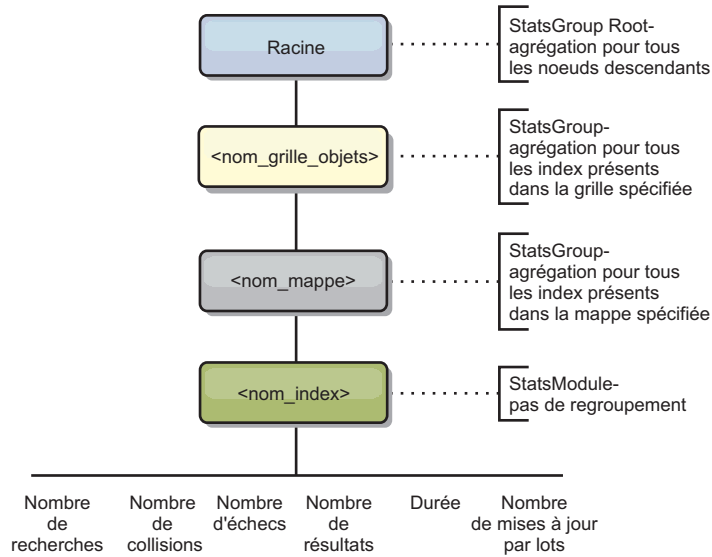 Racine
StatsGroup Root-
agrégation pour tous
les noeuds descendants
<nom_grille_objets>
StatsGroup-
agrégation pour tous
les index présents
dans la grille spécifiée
<nom_mappe>
StatsGroup-
agrégation pour tous
les index présents
dans la mappe spécifiée
<nom_index>
StatsModule-
pas de regroupement
Nombre
de
recherches
Nombre
de
collisions
Nombre
d'échecs
Nombre
de
résultats
Durée
Nombre
de mises à jour
par lots